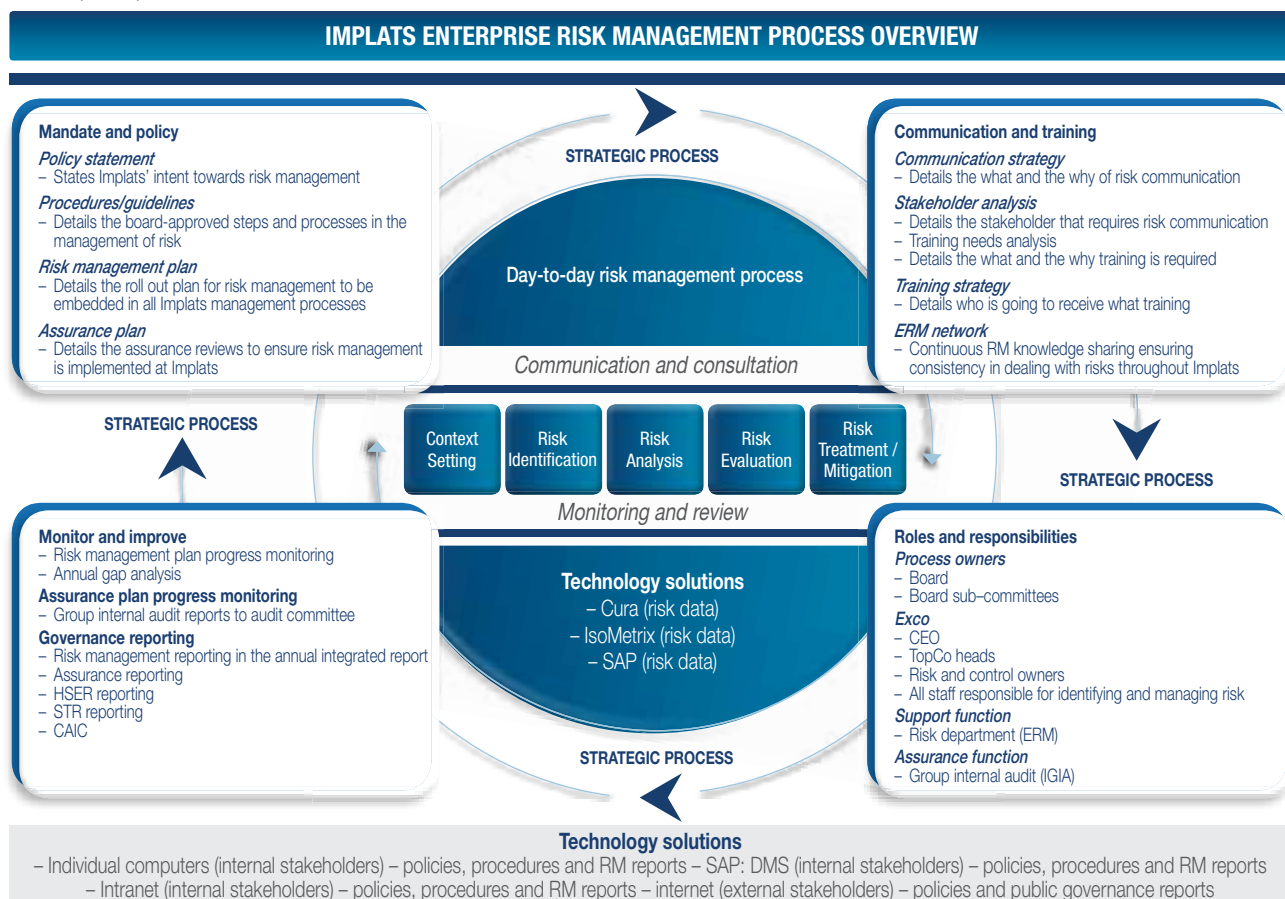 IMPLATS ENTERPRISE RISK MANAGEMENT PROCESS OVERVIEW
Mandate and policy
Policy statement
– States Implats' intent towards risk management
Procedures/guidelines
– Details the board-approved steps and processes in the
management of risk
Risk management plan
– Details the roll out plan for risk management to be
embedded in all Implats management processes
Assurance plan
– Details the assurance reviews to ensure risk management
is implemented at Implats
STRATEGIC PROCESS
Day-to-day risk management process
Communication and consultation
Communication and training
Communication strategy
– Details the what and the why of risk communication
Stakeholder analysis
– Details the stakeholder that requires risk communication
– Training needs analysis
– Details the what and the why training is required
Training strategy
– Details who is going to receive what training
ERM network
– Continuous RM knowledge sharing ensuring
consistency in dealing with risks throughout Implats
STRATEGIC PROCESS
Context
Setting
Risk
Identification
Risk
Analysis
Risk
Evaluation
Risk
Treatment /
Mitigation
STRATEGIC PROCESS
Monitoring and review
Monitor and improve
– Risk management plan progress monitoring
– Annual gap analysis
Assurance plan progress monitoring
– Group internal audit reports to audit committee
Governance reporting
– Risk management reporting in the annual integrated report
– Assurance reporting
– HSER reporting
– STR reporting
– CAIC
Technology solutions
– Cura (risk data)
– IsoMetrix (risk data)
– SAP (risk data)
STRATEGIC PROCESS
Roles and responsibilities
Process owners
– Board
– Board sub–committees
Exco
– CEO
– TopCo heads
– Risk and control owners
– All staff responsible for identifying and managing risk
Support function
– Risk department (ERM)
Assurance function
– Group internal audit (IGIA)
Technology solutions
– Individual computers (internal stakeholders) – policies, procedures and RM reports – SAP: DMS (internal stakeholders) – policies, procedures and RM reports
– Intranet (internal stakeholders) – policies, procedures and RM reports – internet (external stakeholders) – policies and public governance reports